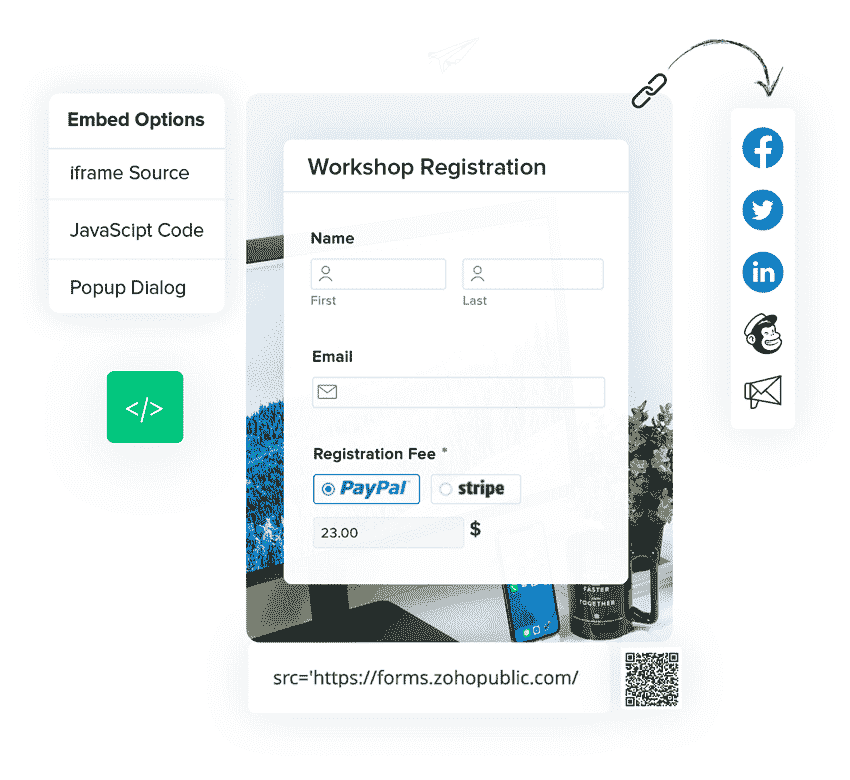 Embed Options
iframe Source
JavaScipt Code
Popup Dialog
</>
Workshop Registration
Name
First
Last
Email
Registration Fee *
PayPal
stripe
23.00 $
FASTER
TOGETHER
src='https://forms.zohopublic.com/
f
in